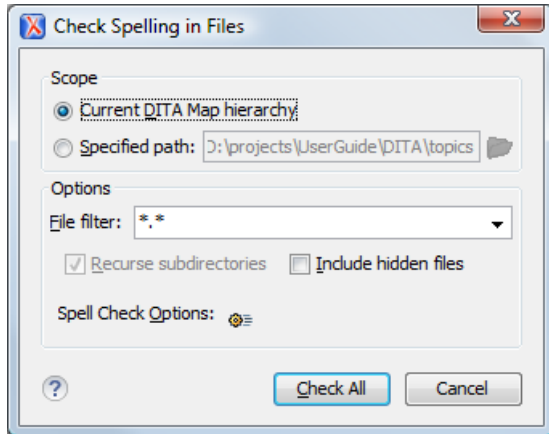 Check Spelling in Files
Scope
Current DITA Map hierarchy
Specified path: D:\projects\UserGuide\DITA\topics
Options
File filter: *.*
Recurse subdirectories Include hidden files
Spell Check Options:
? Check All Cancel